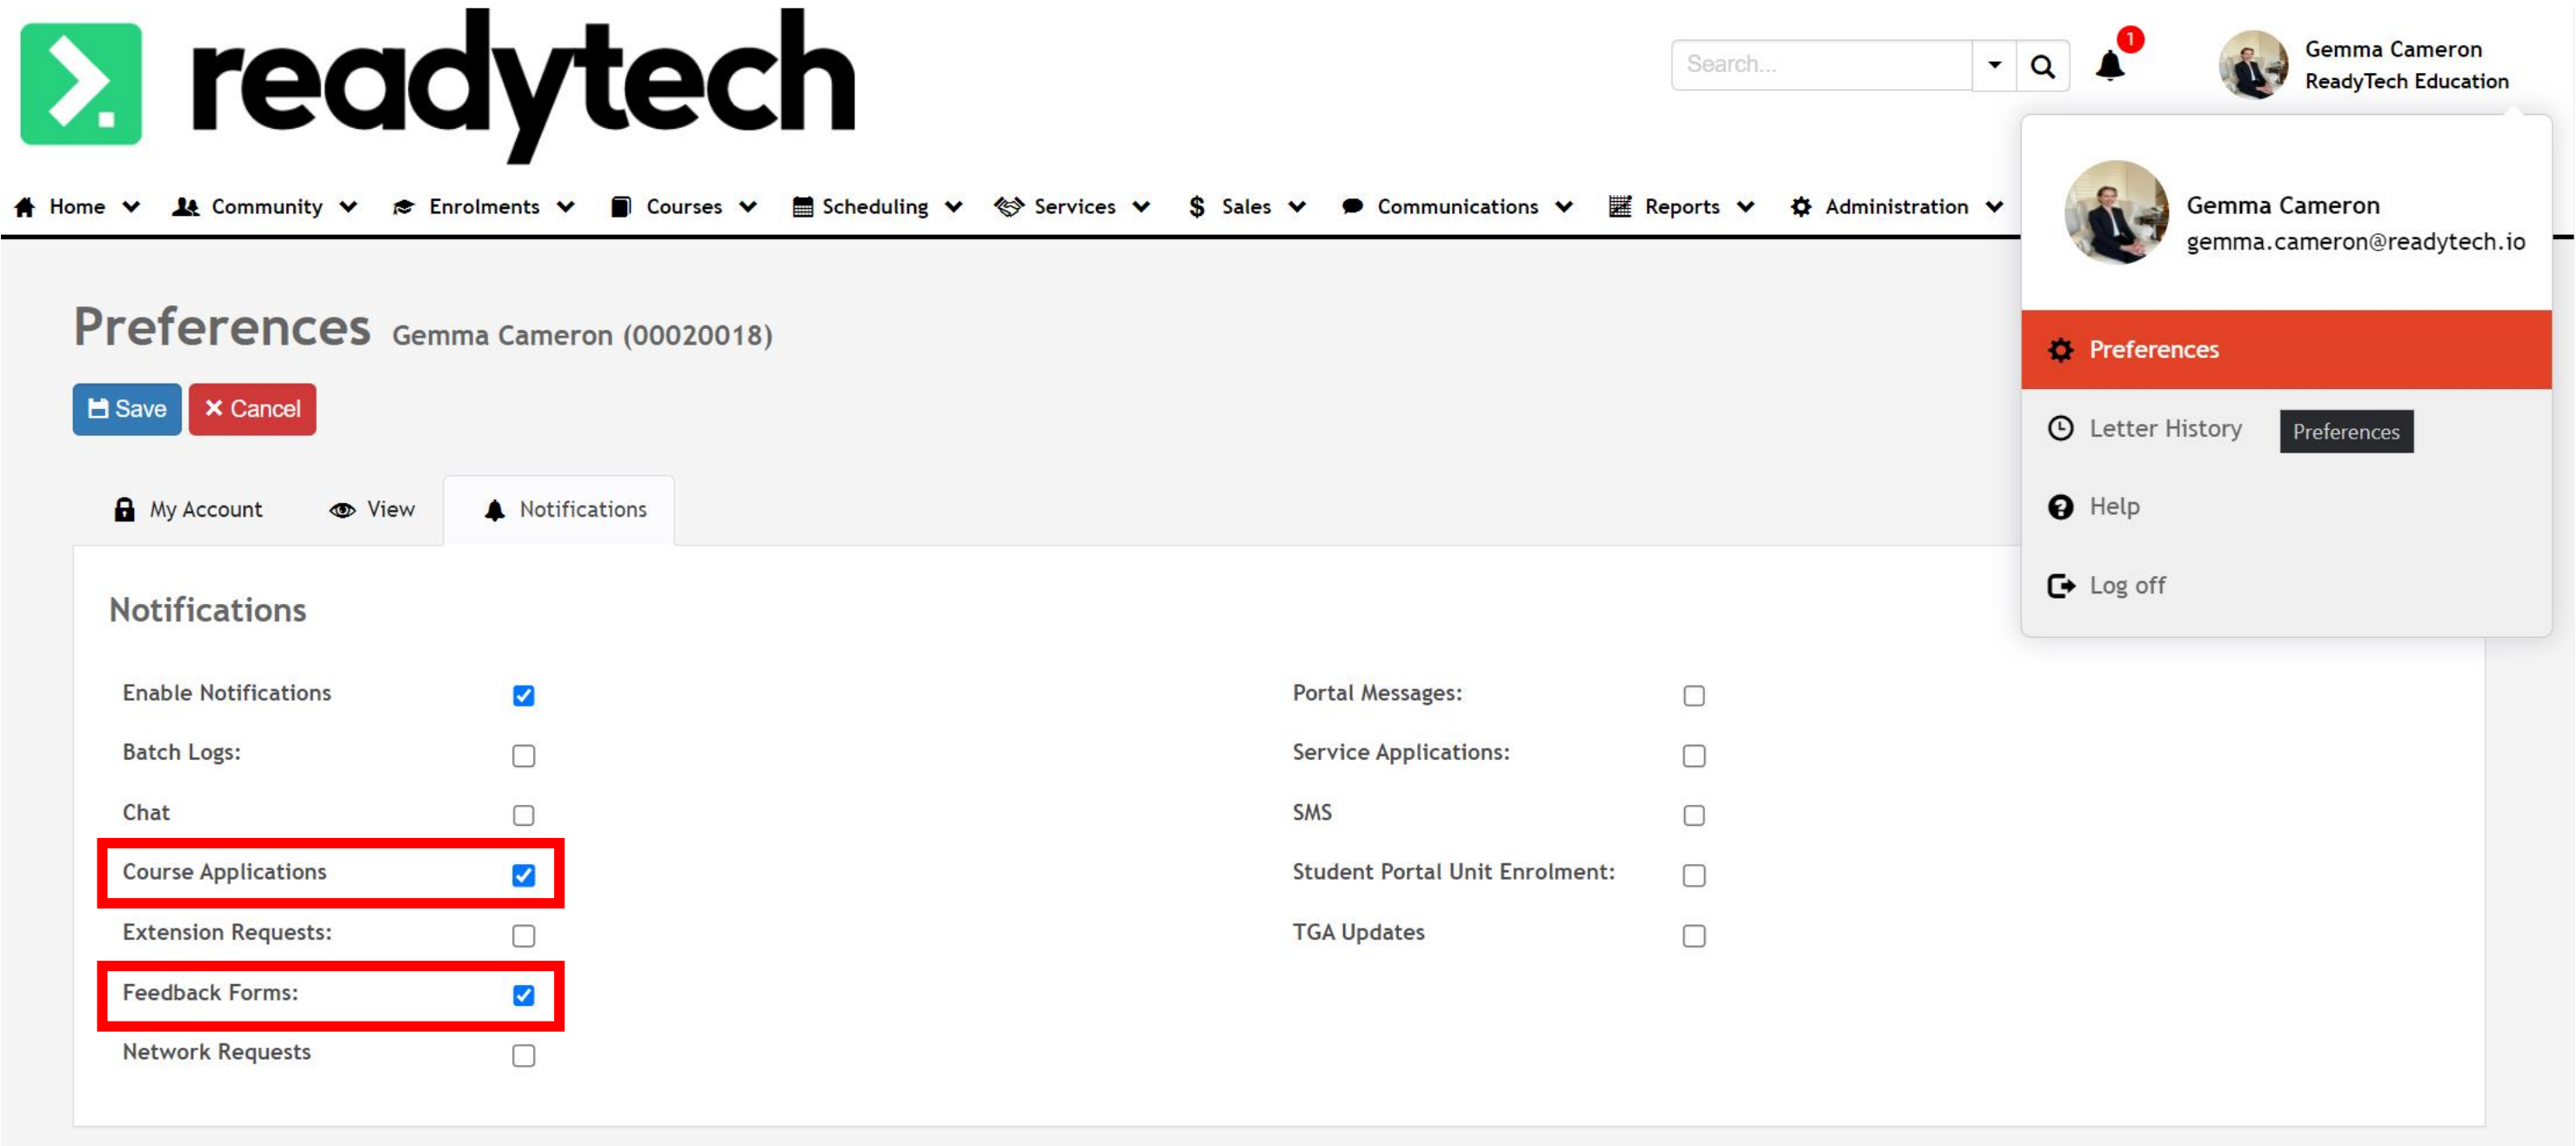 readytech
Search...
1
Gemma Cameron
ReadyTech Education
Home
Community
Enrolments
Courses
Scheduling
Services
$ Sales
Communications
Reports
Administration
Gemma Cameron
gemma.cameron@readytech.io
Preferences
Letter History
Preferences
Help
Log off
Preferences Gemma Cameron (00020018)
Save
Cancel
My Account
View
Notifications
Notifications
Enable Notifications
Batch Logs:
Chat
Course Applications
Extension Requests:
Feedback Forms:
Network Requests
Portal Messages:
Service Applications:
SMS
Student Portal Unit Enrolment:
TGA Updates